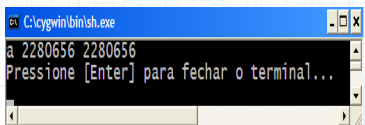 C:\cygwin\bin\sh.exe
a 2280656 2280656
Pressione [Enter] para fechar o terminal...